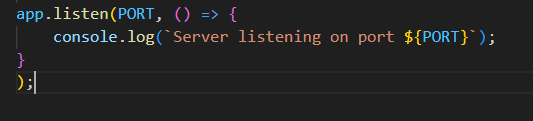 app.listen(PORT, () => {
    console.log(`Server listening on port ${PORT}`);
}
);